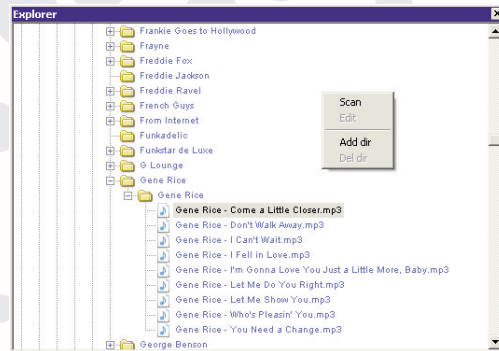 Explorer
Frankie Goes to Hollywood
Frayne
Freddie Fox
Freddie Jackson
Freddie Ravel
French Guys
From Internet
Funkadelic
Funkstar de Luxe
G Lounge
Gene Rice
Gene Rice
Gene Rice - Come a Little Closer.mp3
Gene Rice - Don't Walk Away.mp3
Gene Rice - I Can't Wait.mp3
Gene Rice - I Fell in Love.mp3
Gene Rice - I'm Gonna Love You Just a Little More, Baby.mp3
Gene Rice - Let Me Do You Right.mp3
Gene Rice - Let Me Show You.mp3
Gene Rice - Who's Pleasin' You.mp3
Gene Rice - You Need a Change.mp3
George Benson
Scan
Edit
Add dir
Del dir